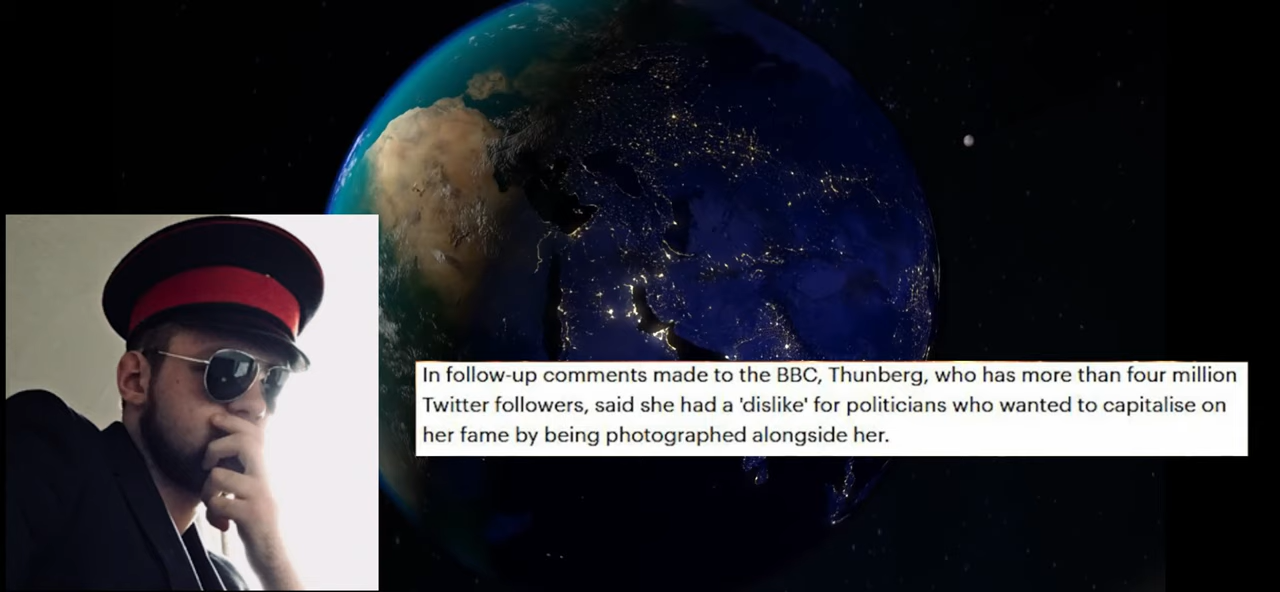 In follow-up comments made to the BBC, Thunberg, who has more than four million
Twitter followers, said she had a 'dislike' for politicians who wanted to capitalise on
her fame by being photographed alongside her.